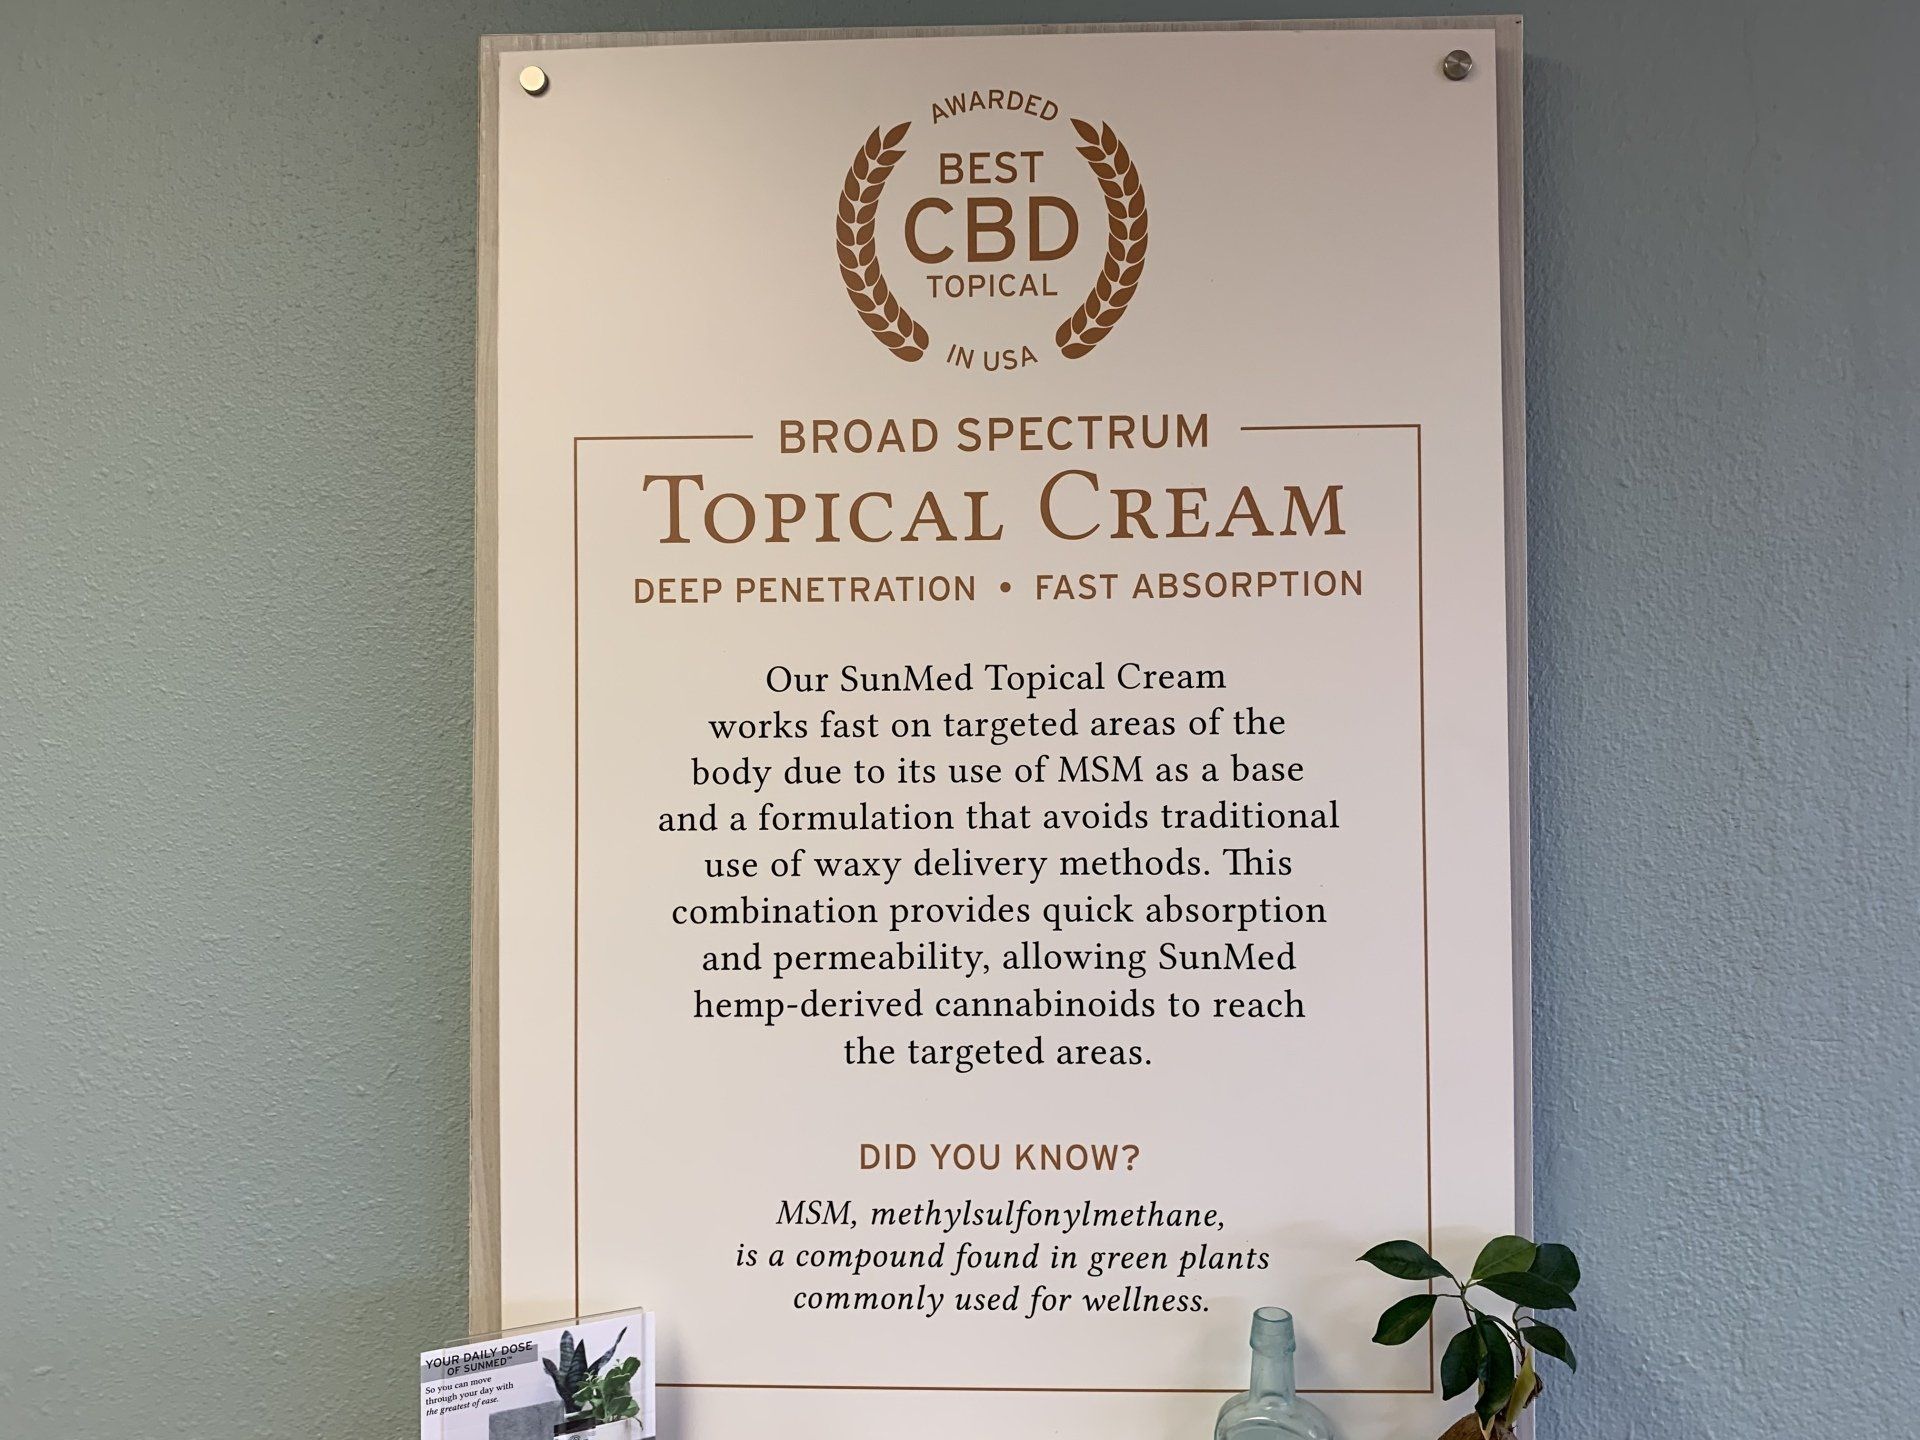 AWARDED
BEST
CBD
TOPICAL
IN USA
BROAD SPECTRUM
TOPICAL CREAM
DEEP PENETRATION • FAST ABSORPTION
Our SunMed Topical Cream
works fast on targeted areas of the
body due to its use of MSM as a base
and a formulation that avoids traditional
use of waxy delivery methods. This
combination provides quick absorption
and permeability, allowing SunMed
hemp-derived cannabinoids to reach
the targeted areas.
DID YOU KNOW?
MSM, methylsulfonylmethane,
is a compound found in green plants
commonly used for wellness.
YOUR DAILY DOSE
OF SUNMED™
So you can move
through your day with
the greatest of ease.